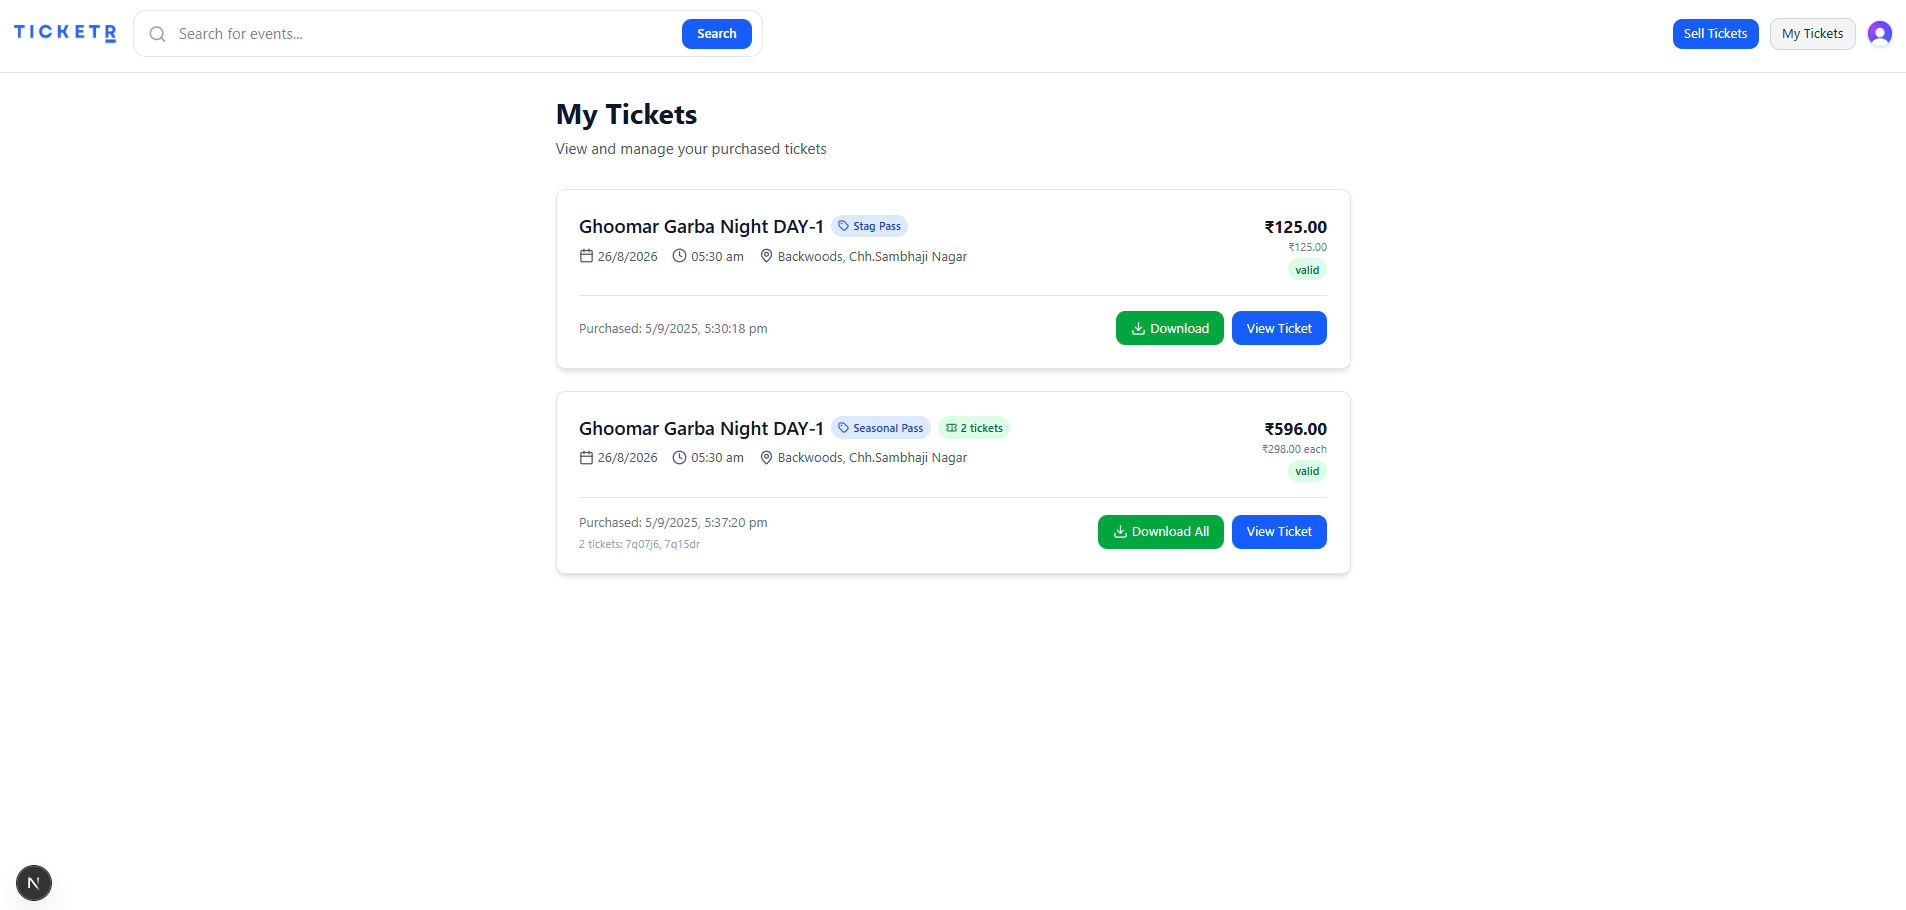 TICKETR
Search for events...
Search
Sell Tickets
My Tickets
My Tickets
View and manage your purchased tickets
Ghoomar Garba Night DAY-1 Stag Pass
₹125.00
26/8/2026 05:30 am Backwoods, Chh.Sambhaji Nagar
₹125.00
valid
Purchased: 5/9/2025, 5:30:18 pm
Download
View Ticket
Ghoomar Garba Night DAY-1 Seasonal Pass 2 tickets
₹596.00
26/8/2026 05:30 am Backwoods, Chh.Sambhaji Nagar
₹298.00 each
valid
Purchased: 5/9/2025, 5:37:20 pm
2 tickets: 7q07j6, 7q15dr
Download All
View Ticket
N